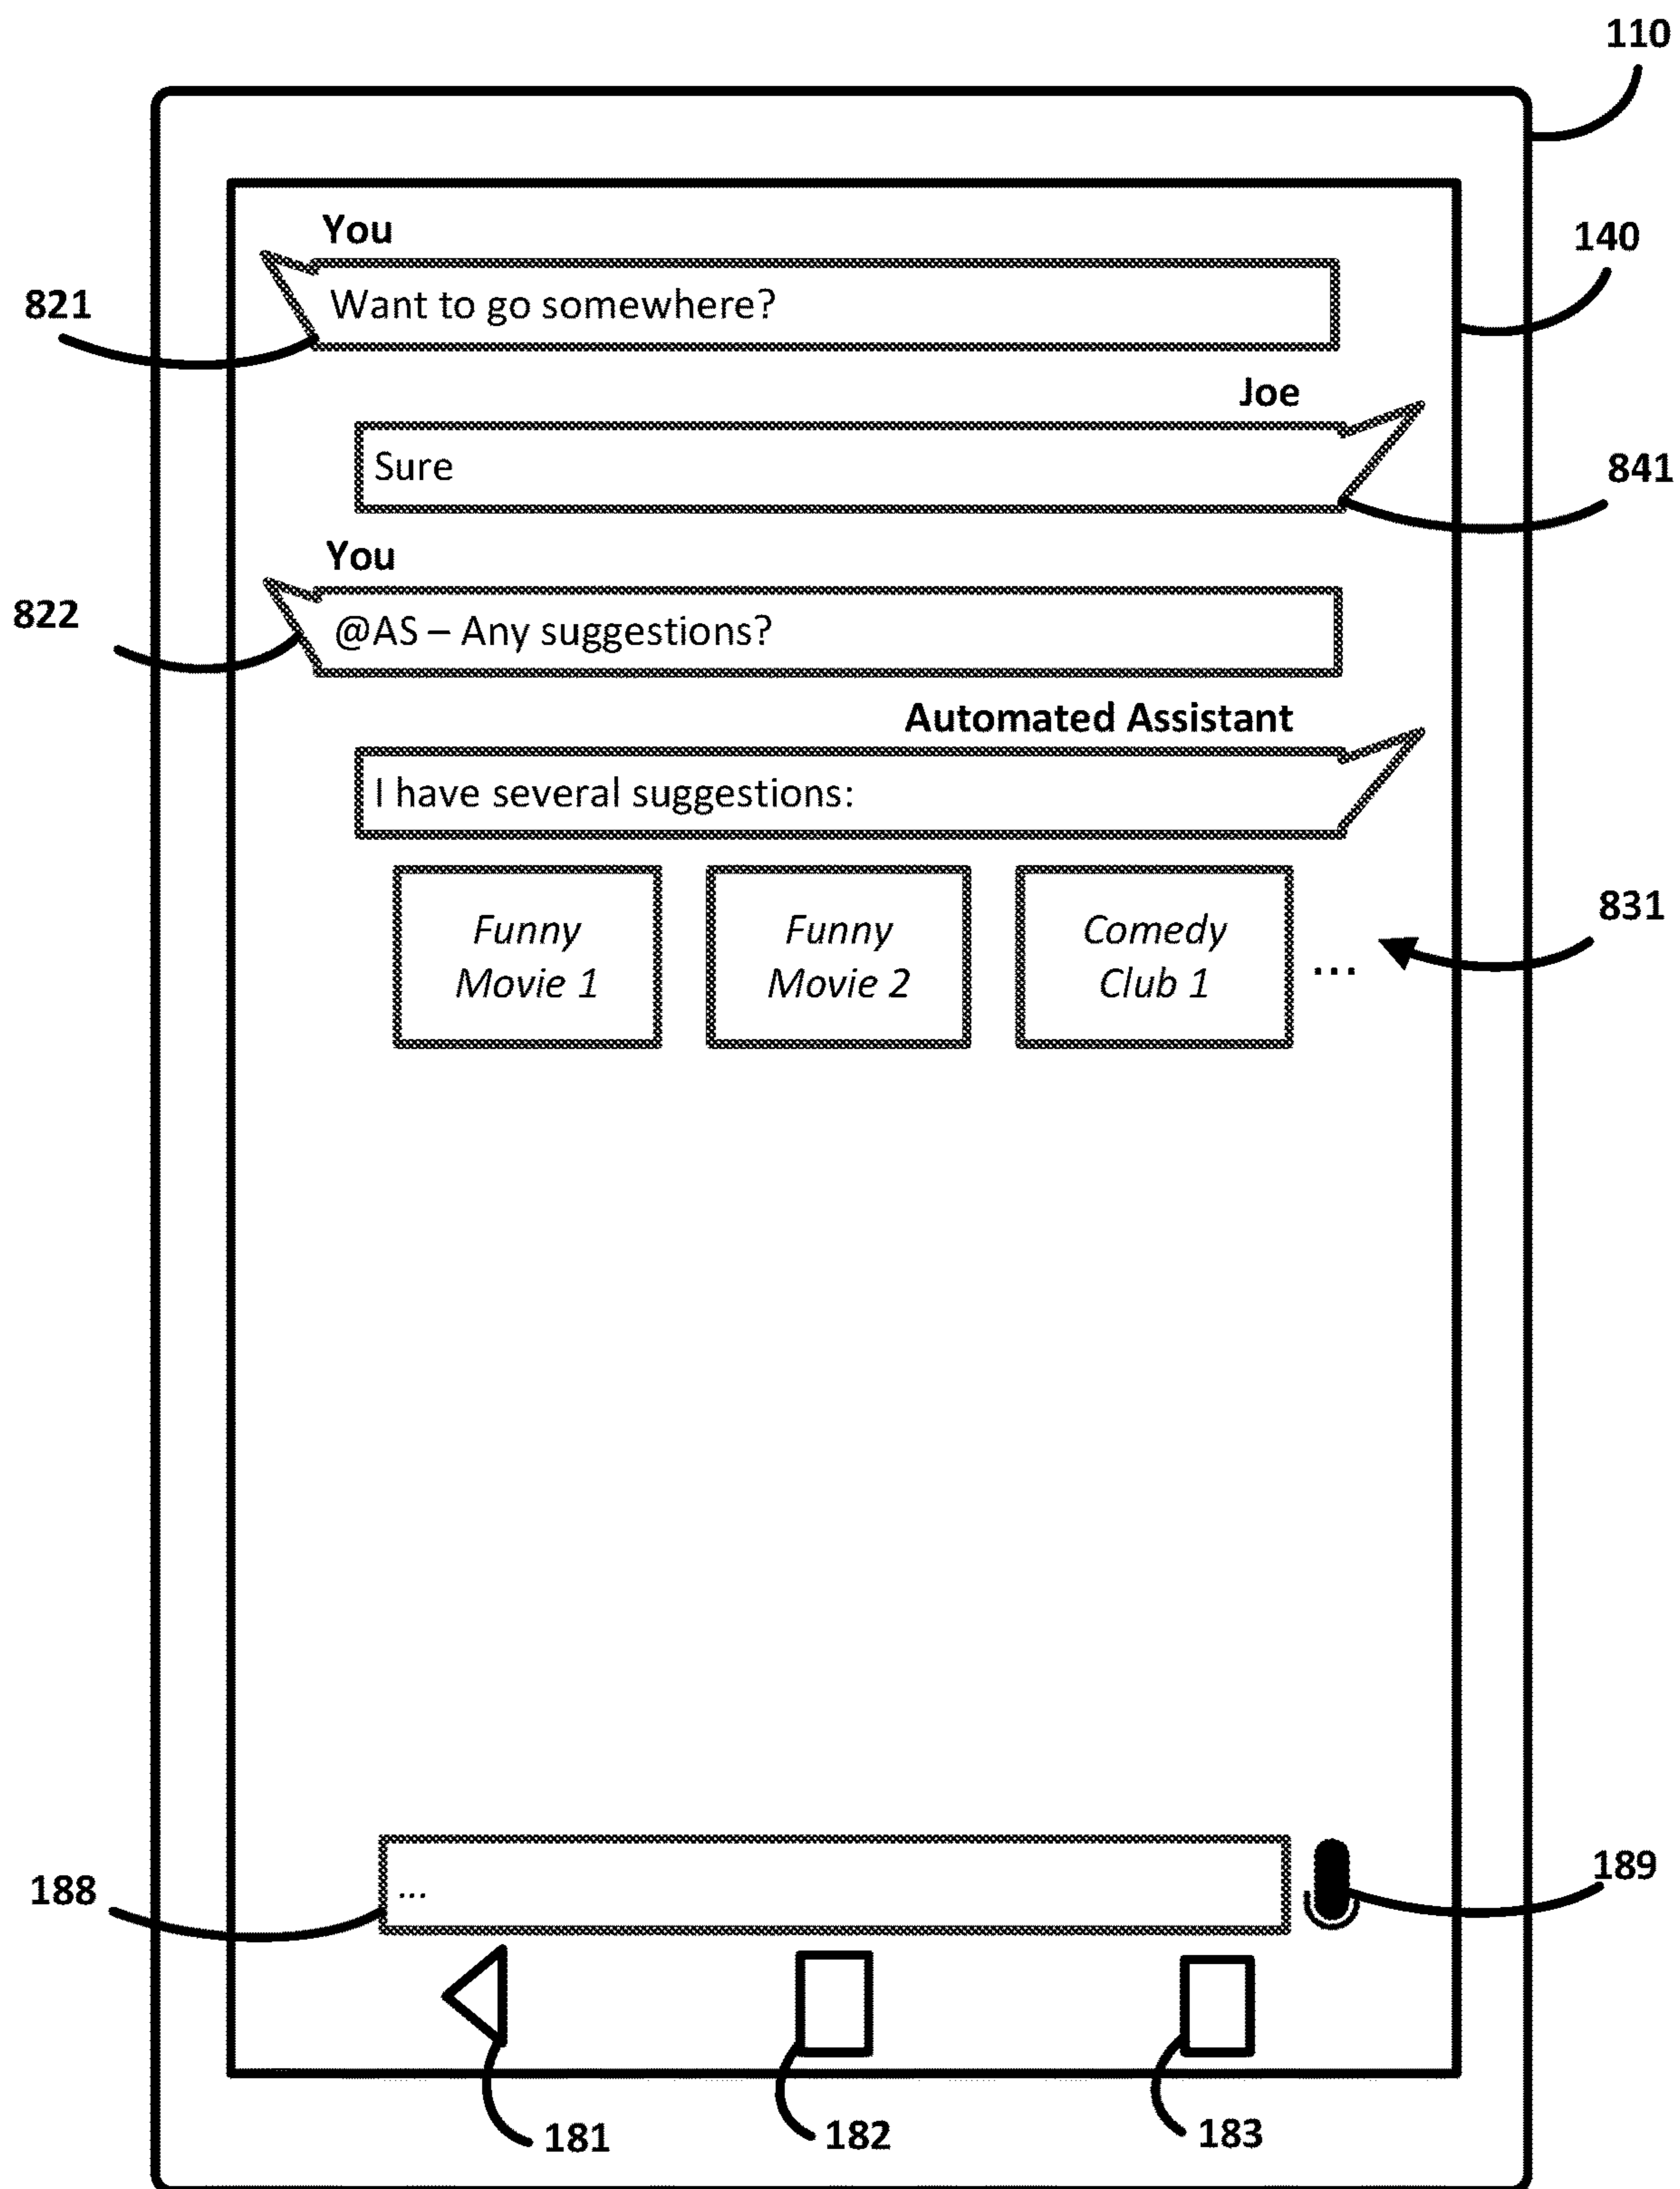 110
You
140
821
Want to go somewhere?
Joe
Sure
841
You
822
@AS – Any suggestions?
Automated Assistant
I have several suggestions:
831
Funny
Movie 1
Funny
Movie 2
Comedy
Club 1
...
188
...
189
181
182
183